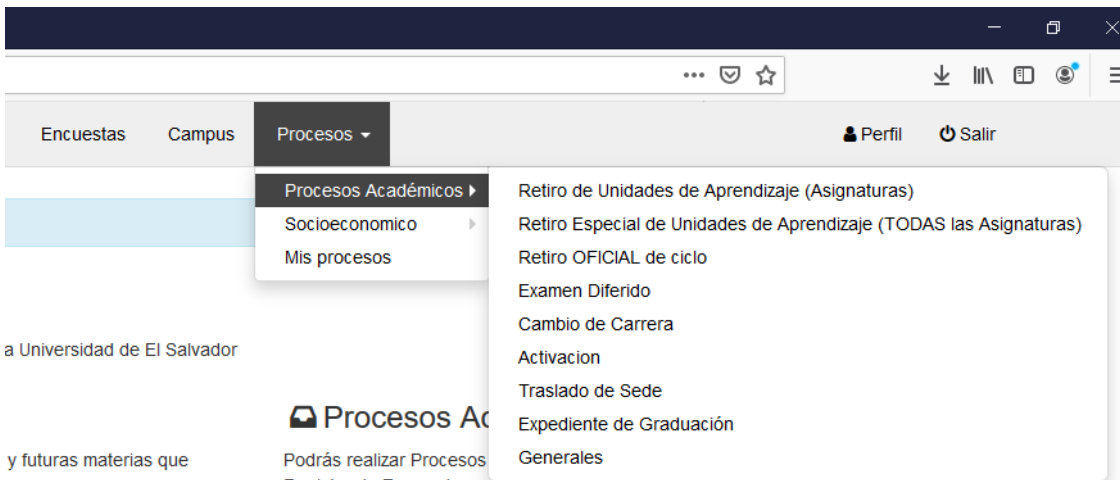 Encuestas Campus Procesos Perfil Salir
Procesos Académicos
Socioeconomico
Mis procesos
Retiro de Unidades de Aprendizaje (Asignaturas)
Retiro Especial de Unidades de Aprendizaje (TODAS las Asignaturas)
Retiro OFICIAL de ciclo
Examen Diferido
Cambio de Carrera
Activacion
Traslado de Sede
Expediente de Graduación
Generales
a Universidad de El Salvador
Procesos Ac
y futuras materias que
Podrás realizar Procesos